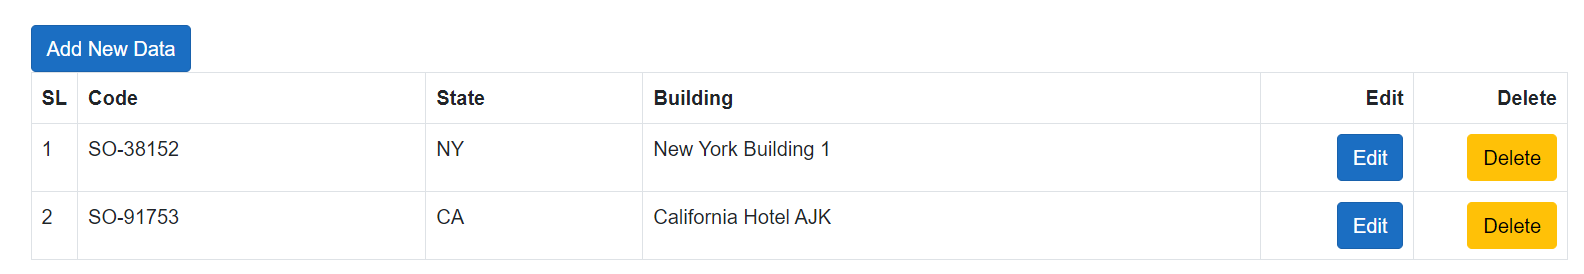 Add New Data
SL Code State Building Edit Delete
1 SO-38152 NY New York Building 1 Edit Delete
2 SO-91753 CA California Hotel AJK Edit Delete